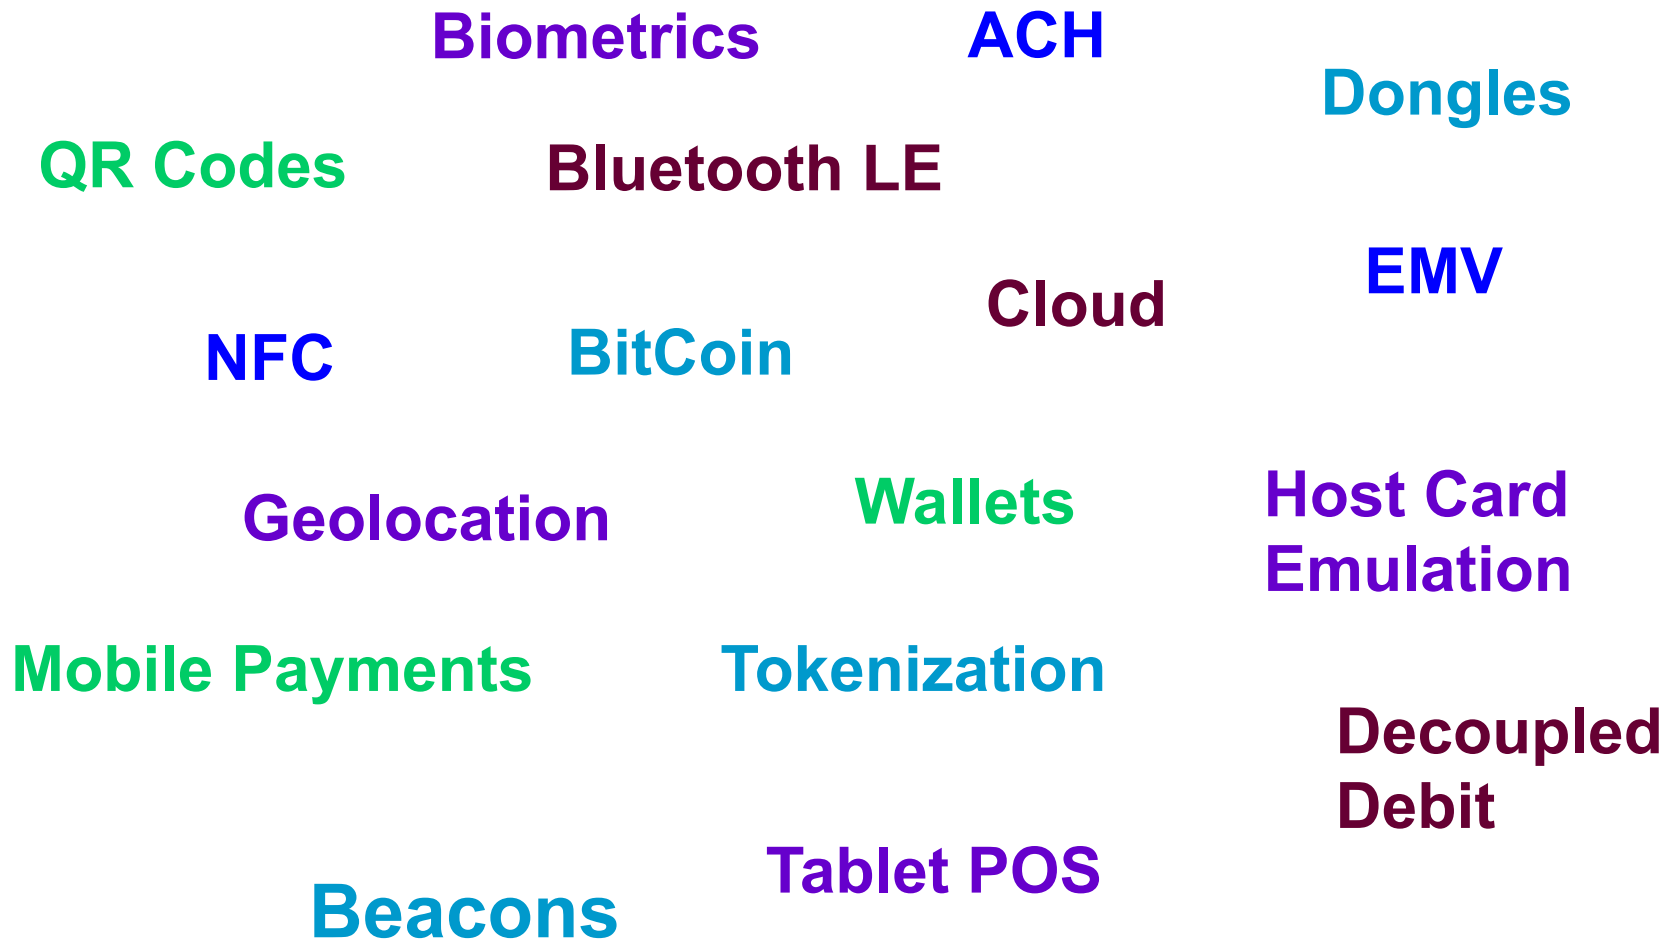 Biometrics
ACH
Dongles
QR Codes
Bluetooth LE
EMV
Cloud
NFC
BitCoin
Geolocation
Wallets
Host Card
Emulation
Mobile Payments
Tokenization
Decoupled
Debit
Tablet POS
Beacons